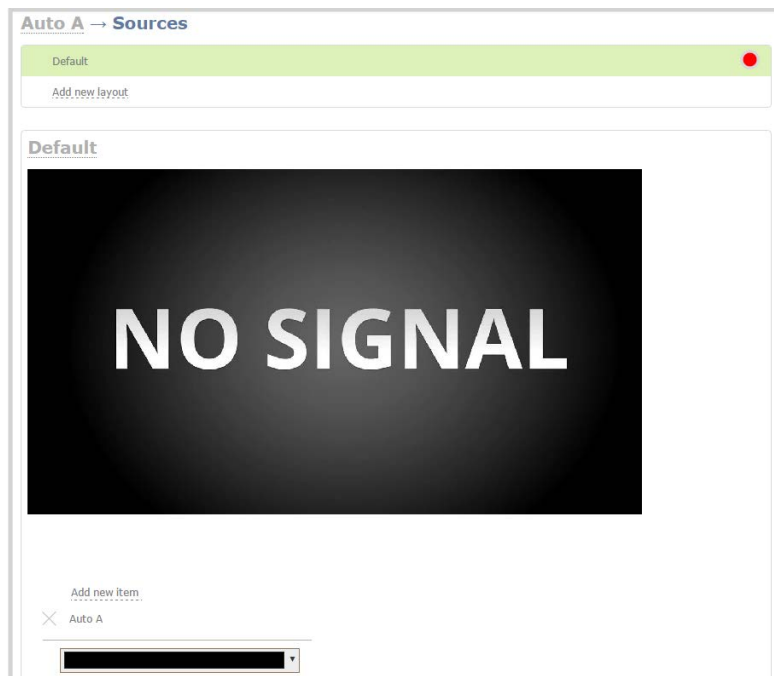 Auto A → Sources
Default
Add new layout
Default
NO SIGNAL
Add new item
Auto A